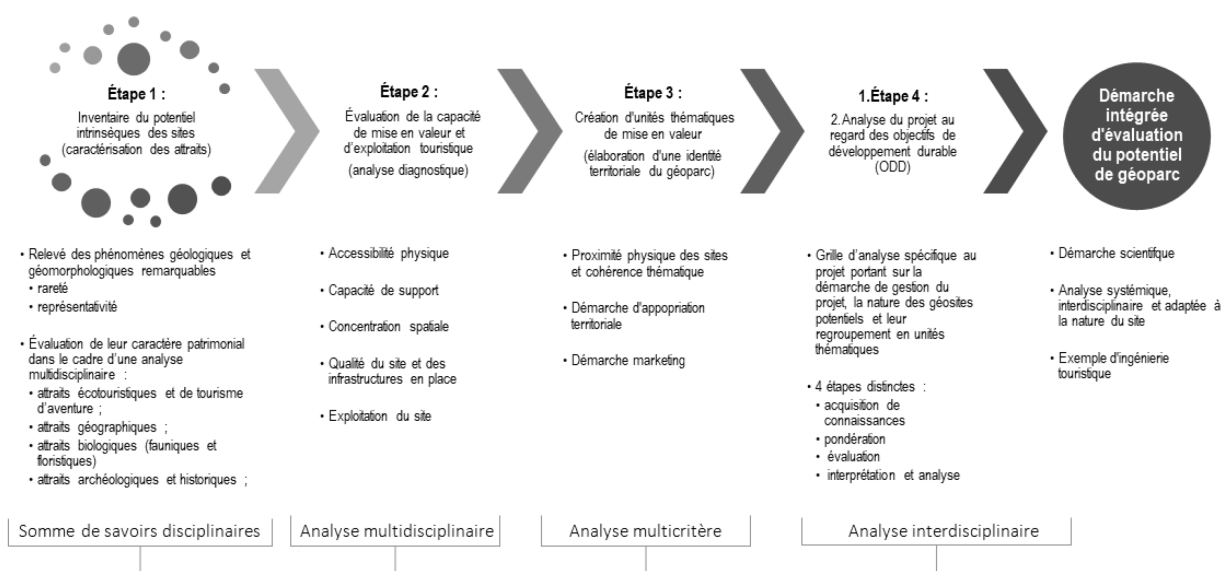 Étape 1 :
Inventaire du potentiel
intrinsèques des sites
(caractérisation des attraits)
Étape 2 :
Évaluation de la capacité
de mise en valeur et
d'exploitation touristique
(analyse diagnostique)
Étape 3 :
Création d'unités thématiques
de mise en valeur
(élaboration d'une identité
territoriale du géoparc)
1.Étape 4 :
2.Analyse du projet au
regard des objectifs de
développement durable
(ODD)
Démarche
intégrée
d'évaluation
du potentiel
de géoparc
• Relevé des phénomènes géologiques et
géomorphologiques remarquables
• rareté
• représentativité
• Évaluation de leur caractère patrimonial
dans le cadre d'une analyse
multidisciplinaire :
• attraits écotouristiques et de tourisme
d'aventure ;
• attraits géographiques ;
• attraits biologiques (fauniques et
floristiques)
• attraits archéologiques et historiques ;
• Accessibilité physique
• Capacité de support
• Concentration spatiale
• Qualité du site et des
infrastructures en place
• Exploitation du site
• Proximité physique des sites
et cohérence thématique
• Démarche d'appopriation
territoriale
• Démarche marketing
• Grille d'analyse spécifique au
projet portant sur la
démarche de gestion du
projet, la nature des géosites
potentiels et leur
regroupement en unités
thématiques
• 4 étapes distinctes :
• acquisition de
connaissances
• pondération
• évaluation
• interprétation et analyse
• Démarche scientifque
• Analyse systémique,
interdisciplinaire et adaptée à
la nature du site
• Exemple d'ingénierie
touristique
Somme de savoirs disciplinaires
Analyse multidisciplinaire
Analyse multicritère
Analyse interdisciplinaire